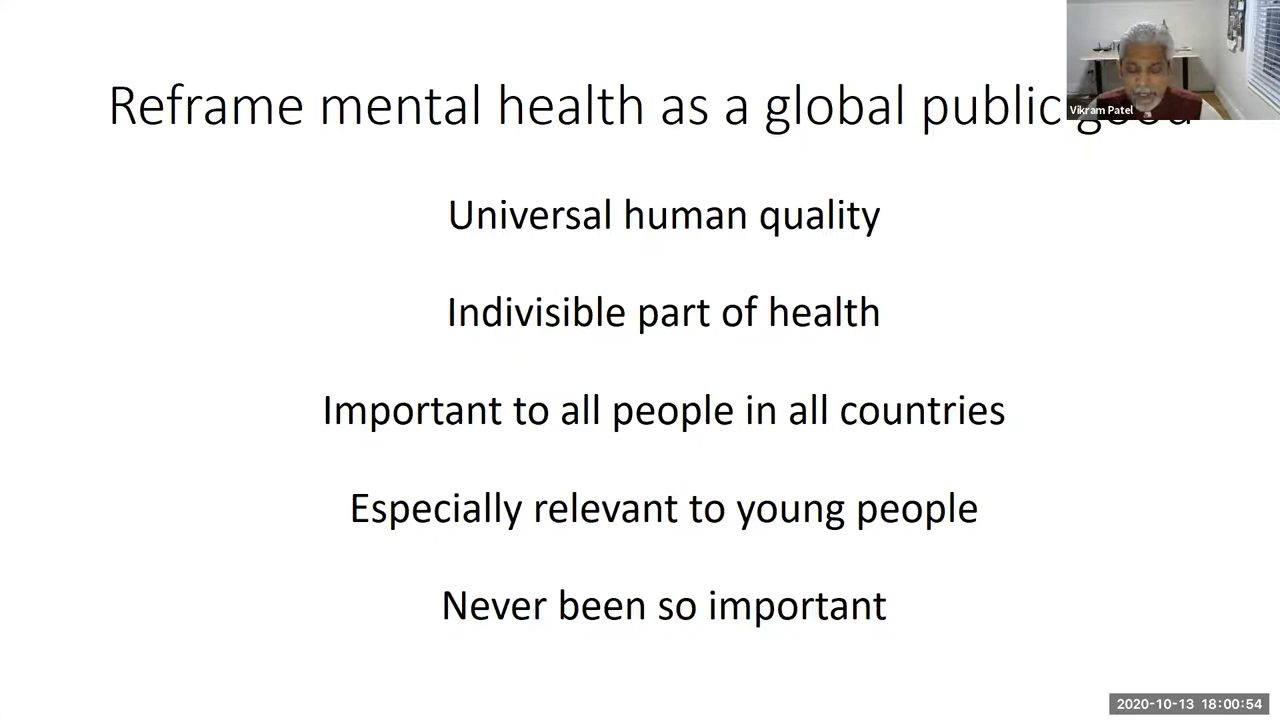 Reframe mental health as a global public good
Vikram Patel
Universal human quality
Indivisible part of health
Important to all people in all countries
Especially relevant to young people
Never been so important
2020-10-13 18:00:54